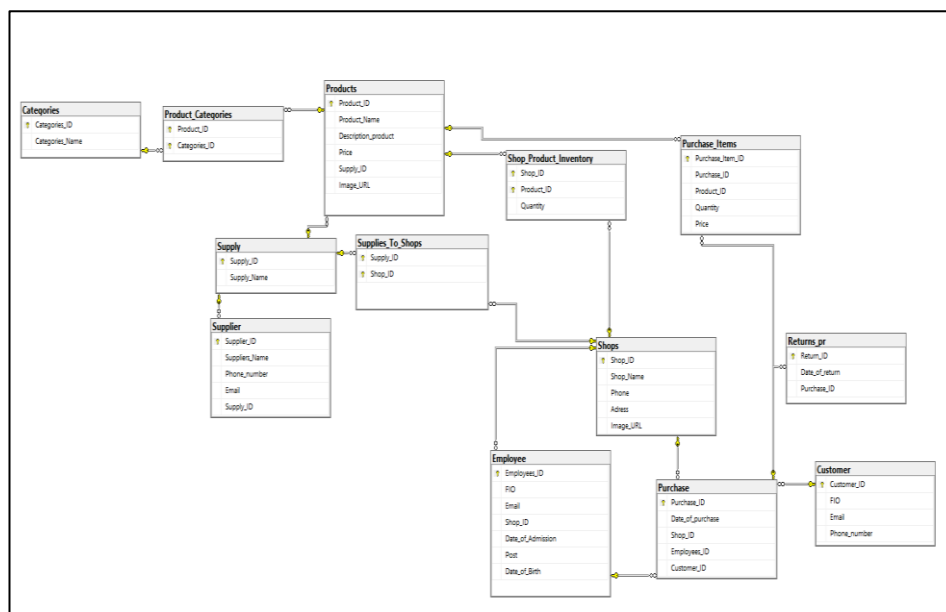 Categories
Categories_ID
Categories_Name
Product_Categories
Product_ID
Categories_ID
Products
Product_ID
Product_Name
Description_product
Price
Supply_ID
Image_URL
Shop_Product_Inventory
Shop_ID
Product_ID
Quantity
Purchase_Items
Purchase_Item_ID
Purchase_ID
Product_ID
Quantity
Price
Supply
Supply_ID
Supply_Name
Supplies_To_Shops
Supply_ID
Shop_ID
Supplier
Supplier_ID
Suppliers_Name
Phone_number
Email
Supply_ID
Shops
Shop_ID
Shop_Name
Phone
Adress
Image_URL
Returns_pr
Return_ID
Date_of_return
Purchase_ID
Employee
Employees_ID
FIO
Email
Shop_ID
Date_of_Admission
Post
Date_of_Birth
Purchase
Purchase_ID
Date_of_purchase
Shop_ID
Employees_ID
Customer_ID
Customer
Customer_ID
FIO
Email
Phone_number